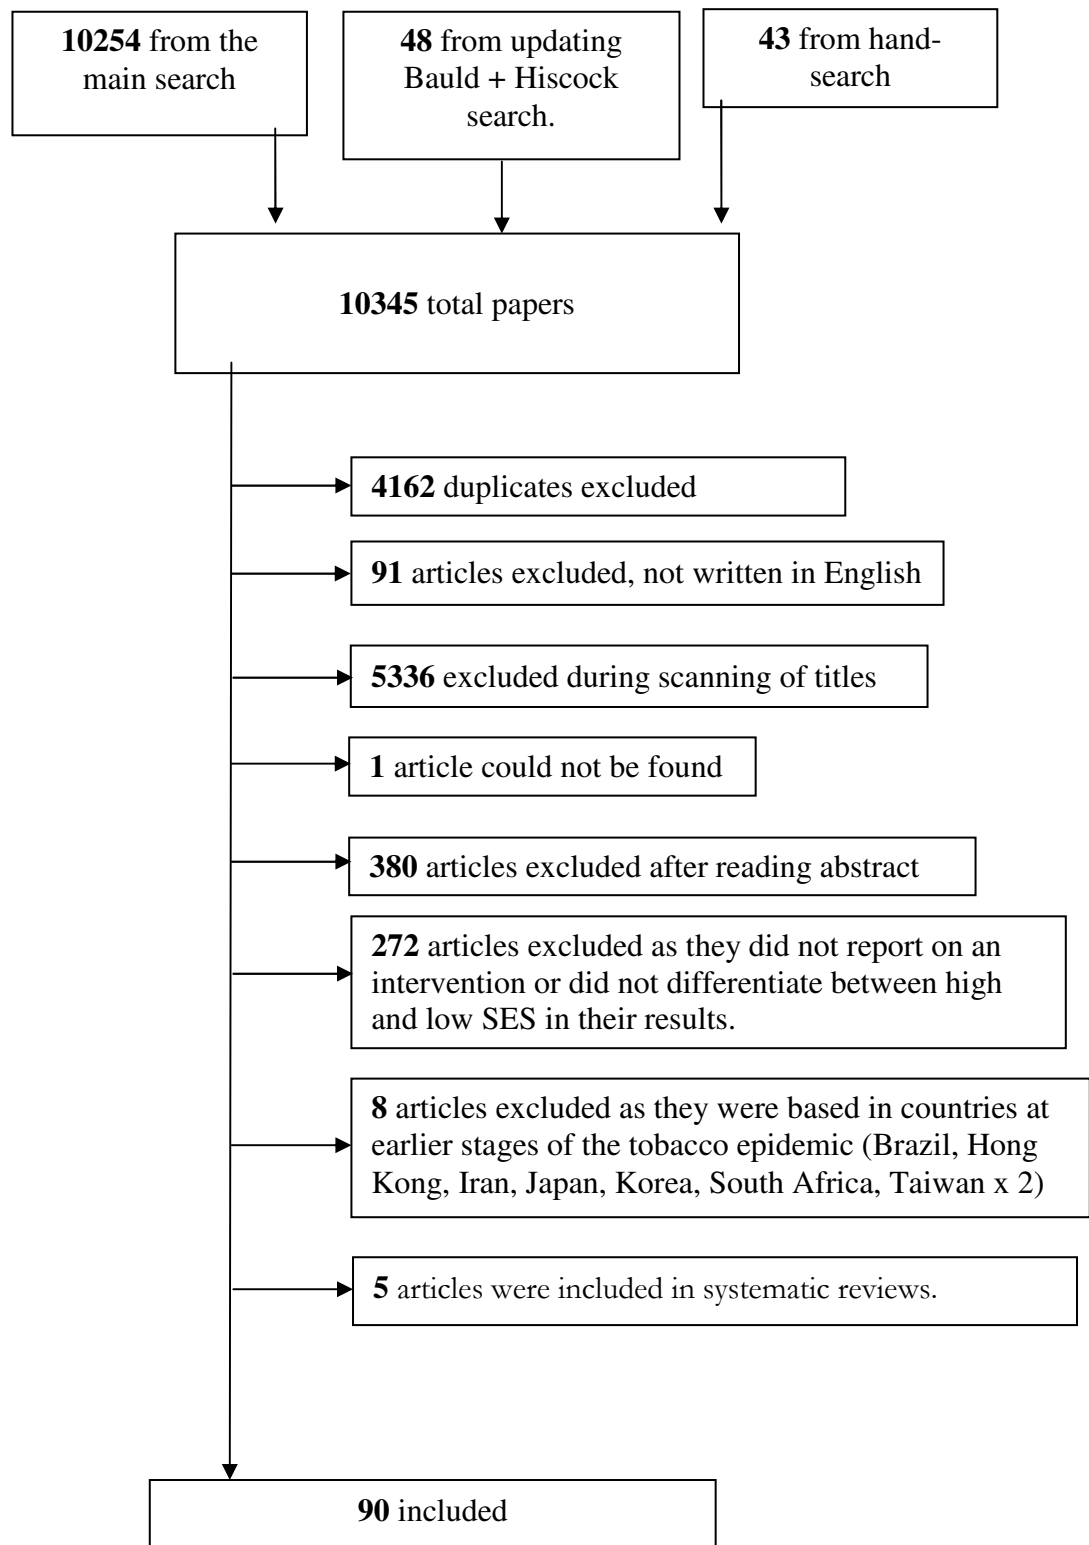 10254 from the
main search
48 from updating
Bauld + Hiscock
search.
43 from hand-
search
10345 total papers
4162 duplicates excluded
91 articles excluded, not written in English
5336 excluded during scanning of titles
1 article could not be found
380 articles excluded after reading abstract
272 articles excluded as they did not report on an
intervention or did not differentiate between high
and low SES in their results.
8 articles excluded as they were based in countries at
earlier stages of the tobacco epidemic (Brazil, Hong
Kong, Iran, Japan, Korea, South Africa, Taiwan x 2)
5 articles were included in systematic reviews.
90 included